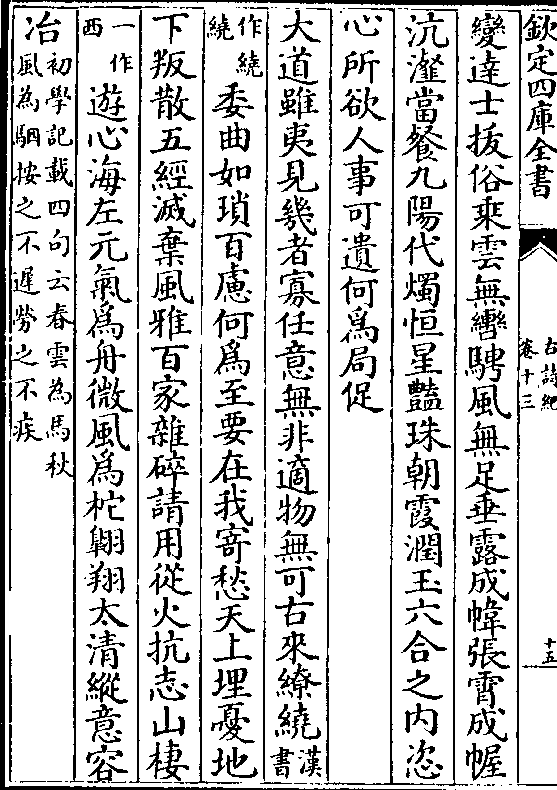 欽定四庫全書
古詩紀
卷十三
十五
變達士拔俗乘雲無轡騁風無足垂露成幃張霄成幄
沆瀣當餐九陽代燭恒星豔珠朝霞潤玉六合之内恣
心所欲人事可遺何為局促
大道雖夷見幾者寡任意無非適物無可古來繚繞漢書
作繞繞委曲如瑣百慮何為至要在我寄愁天上埋憂地
下叛散五經滅棄風雅百家雜碎請用從火抗志山棲
一作西遊心海左元氣為舟微風為柁翺翔太清縱意容
冶初學記載四句云春雲為馬秋風為駰按之不遲勞之不疾